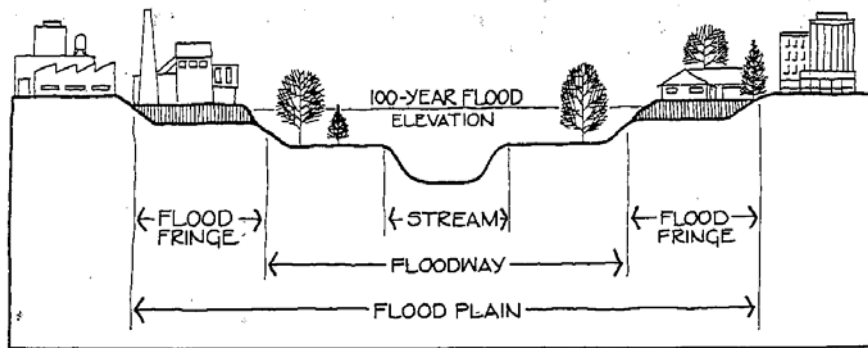 100-YEAR FLOOD
ELEVATION
FLOOD
FRINGE
STREAM
FLOOD
FRINGE
FLOODWAY
FLOOD PLAIN